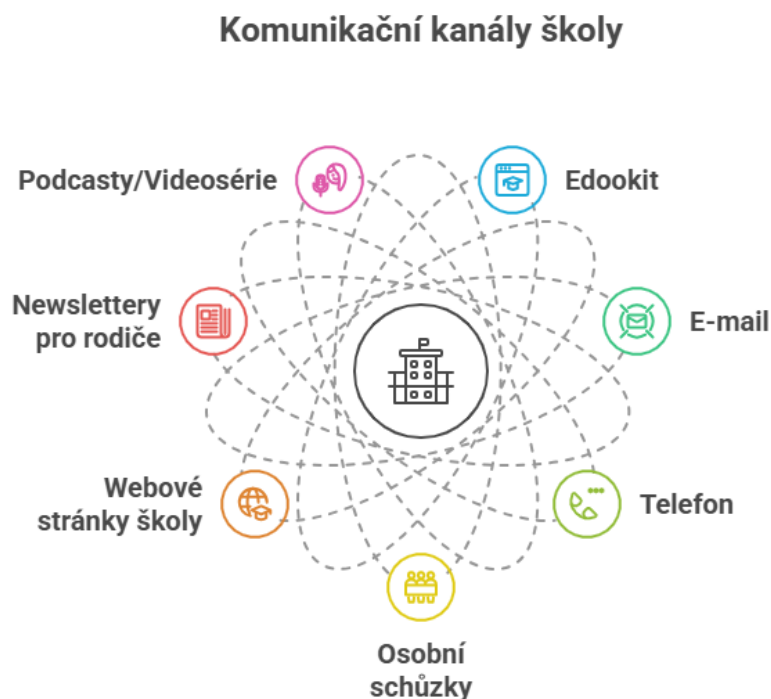 Komunikační kanály školy
Podcasty/Videosérie
Edookit
Newslettery
pro rodiče
E-mail
Webové
stránky školy
Telefon
Osobní
schůzky